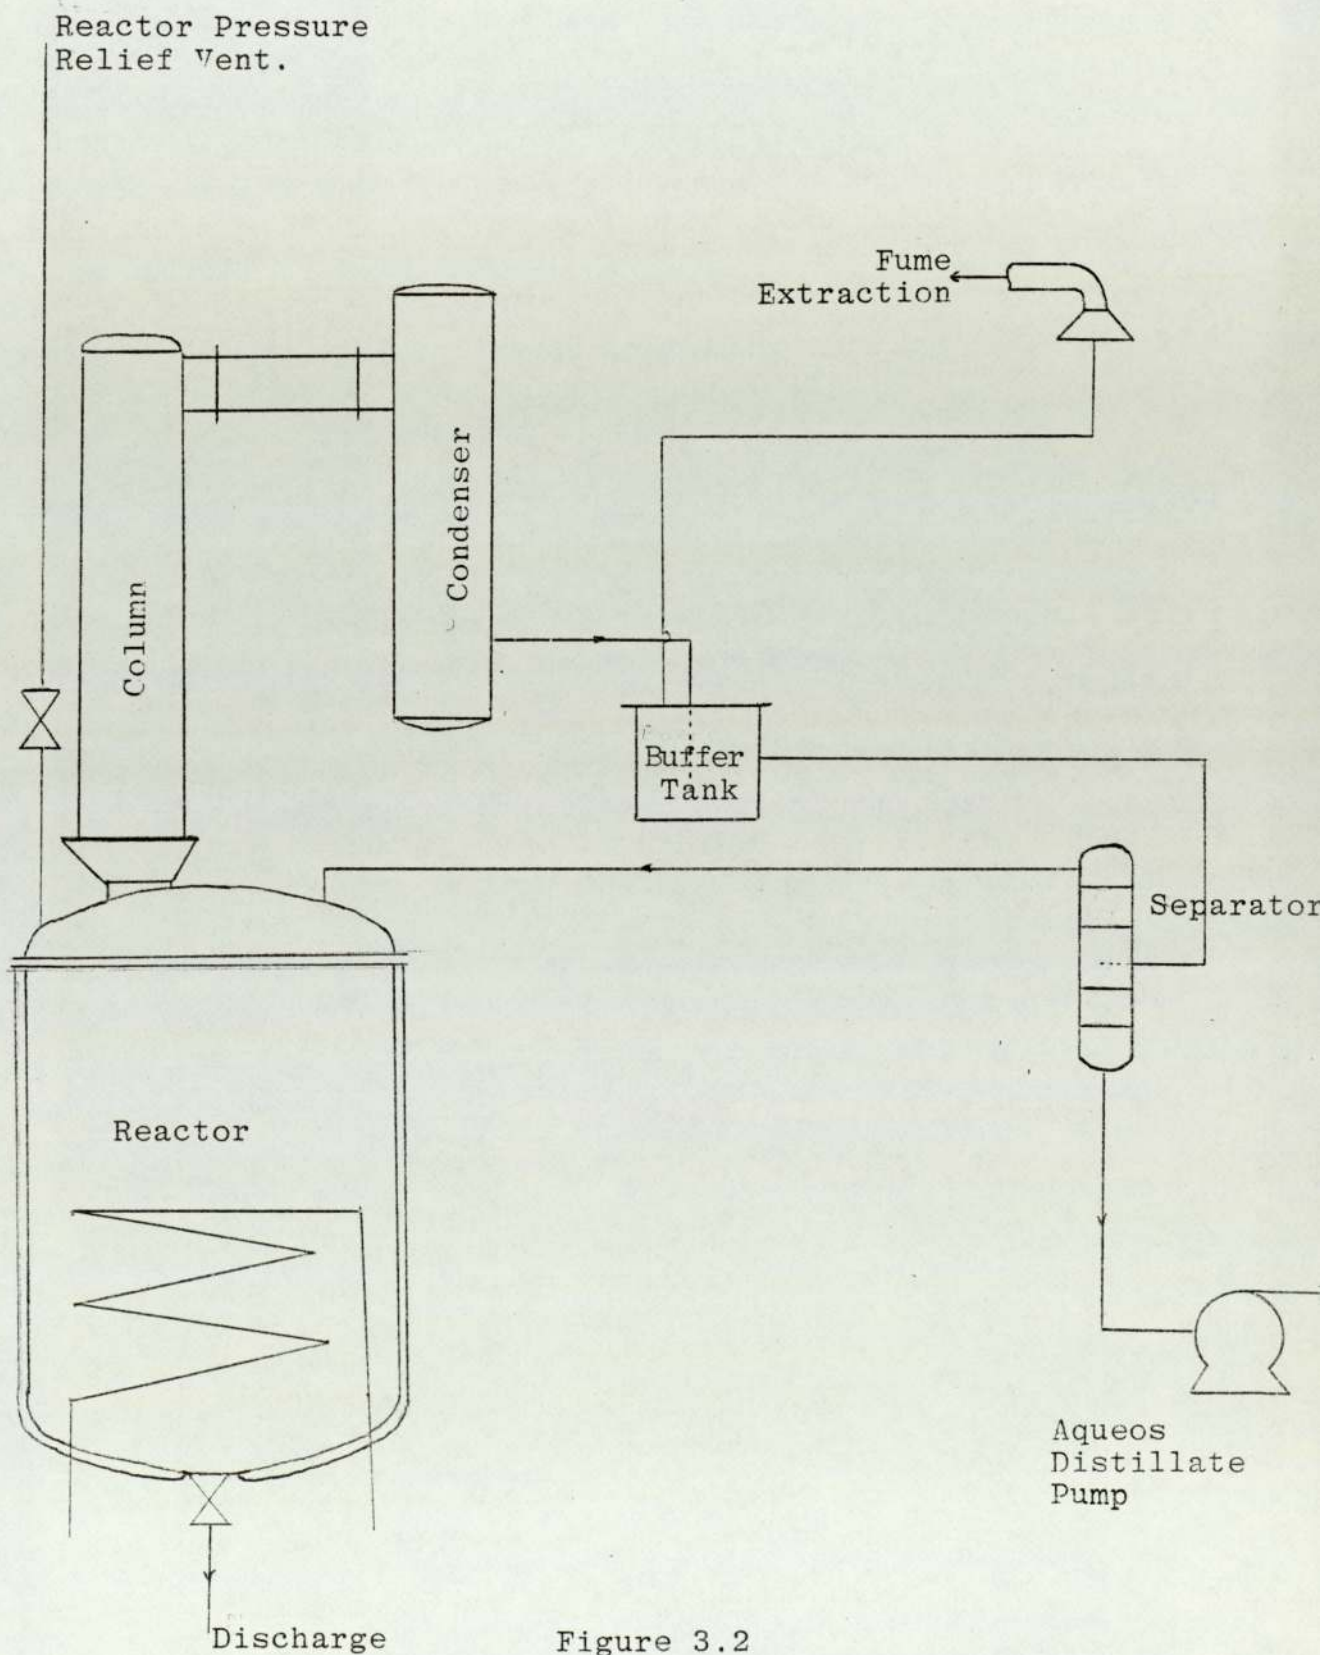 Reactor Pressure
Relief Vent.
Fume
Extraction
Column
Condenser
Buffer
Tank
Separator
Reactor
Aqueos
Distillate
Pump
Discharge
Figure 3.2